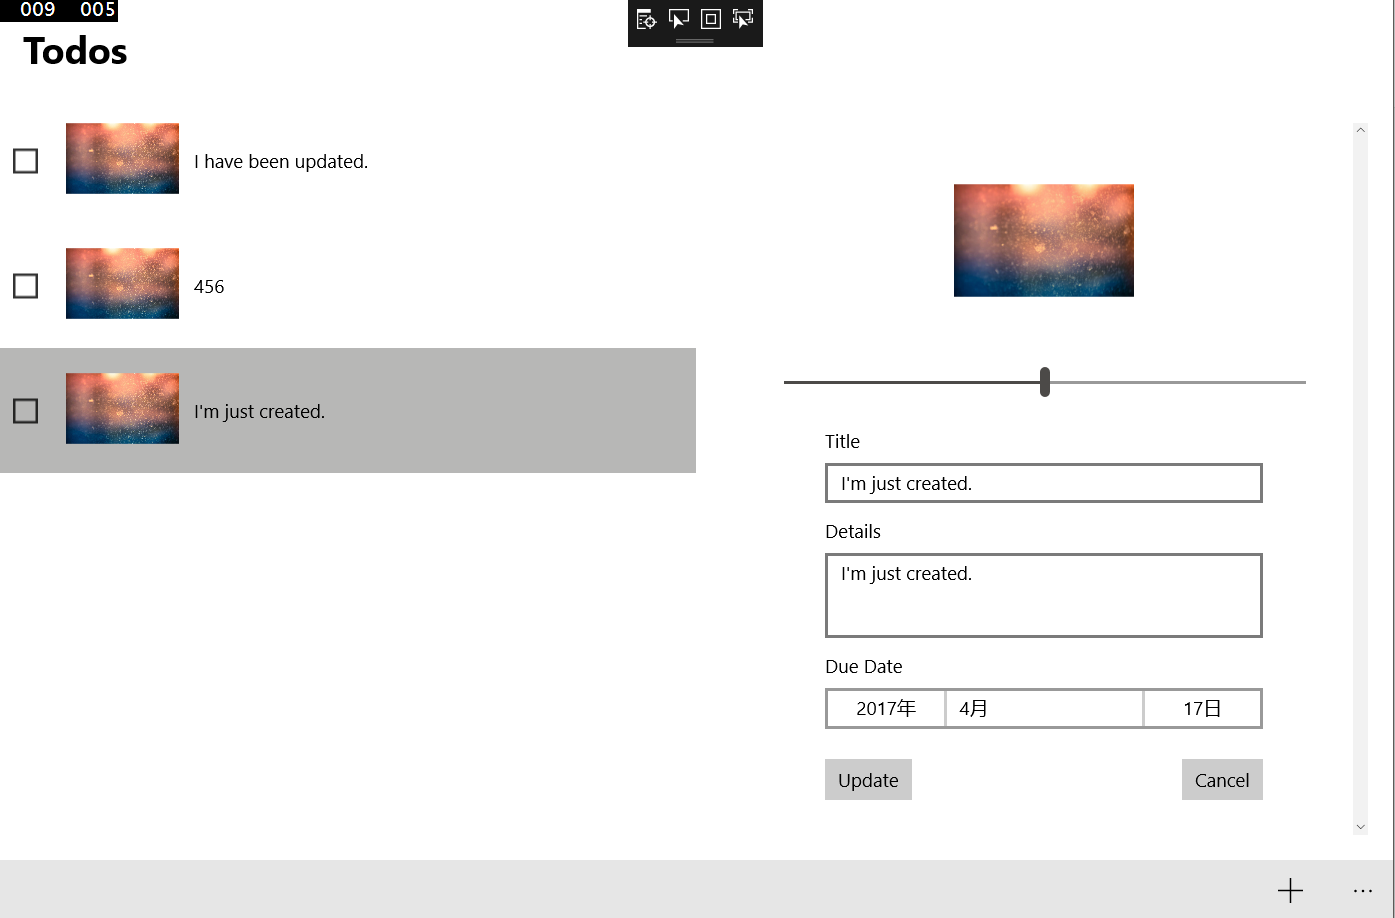 009 005
Todos
I have been updated.
456
I'm just created.
Title
I'm just created.
Details
I'm just created.
Due Date
2017年 4月 17日
Update Cancel